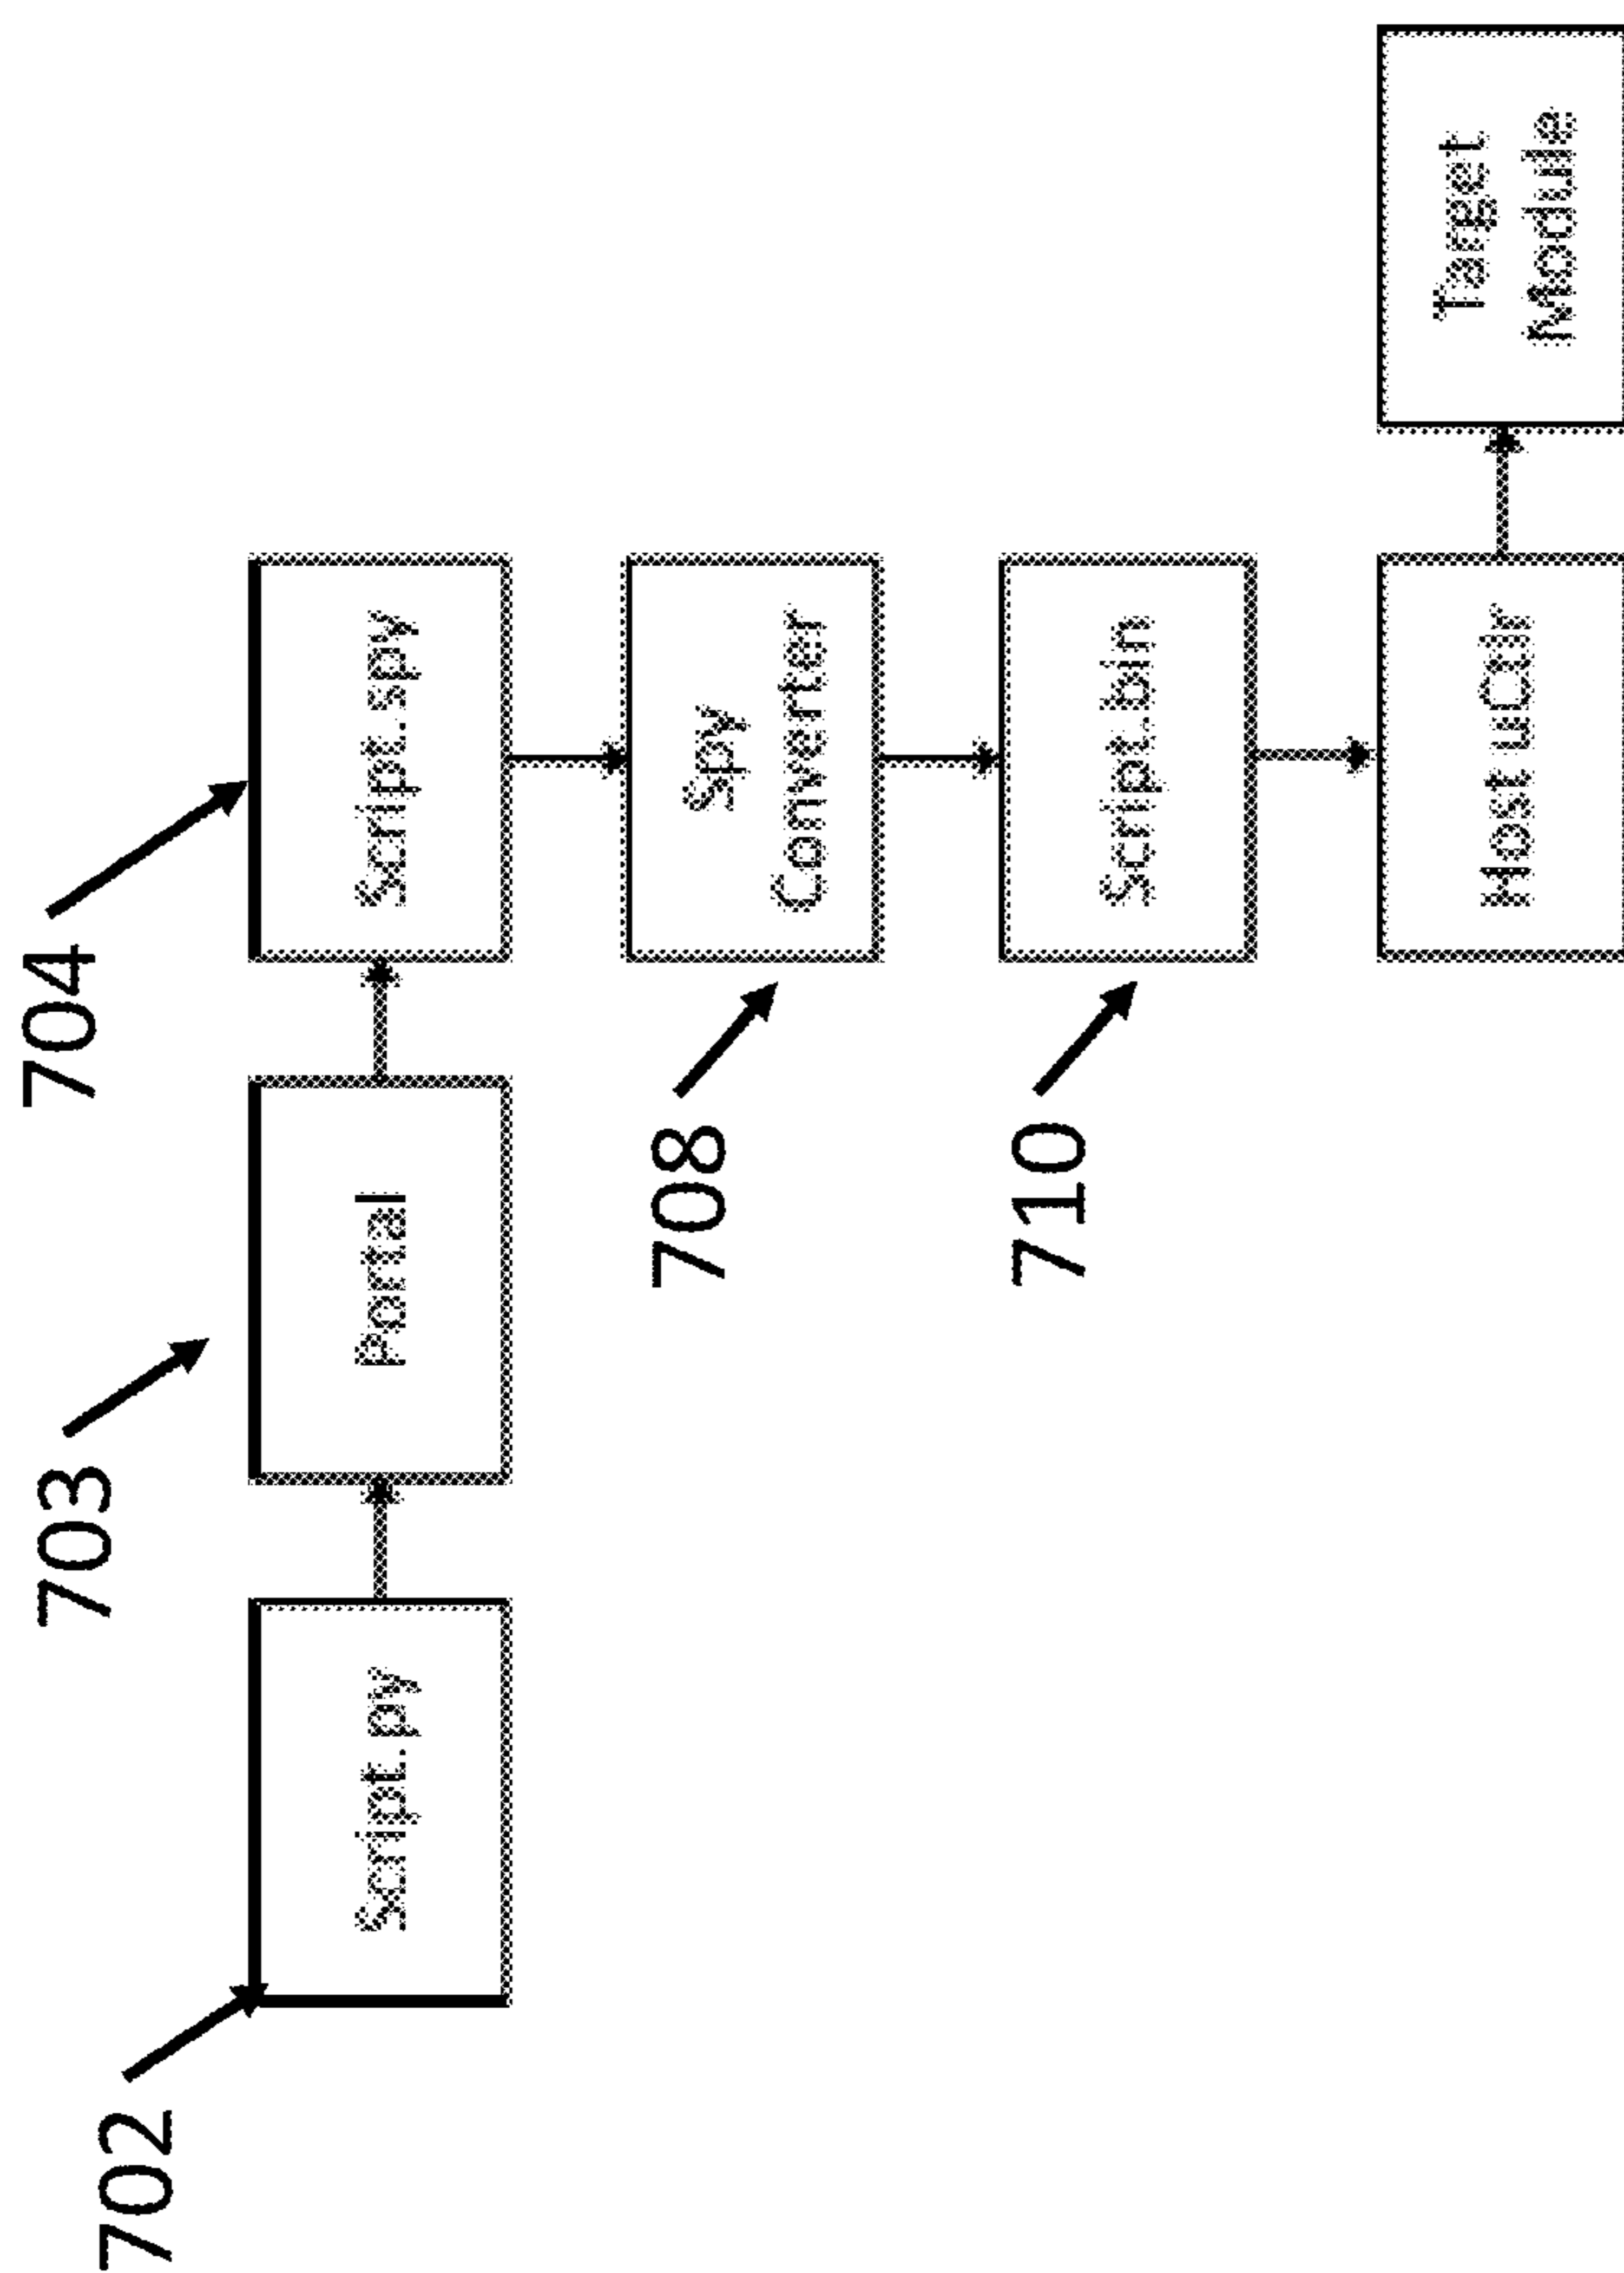 702
703
704
Script.py
Portal
Script.spy
708
Spy
Converter
710
Script.bin
Host uCtlr
Target
Module